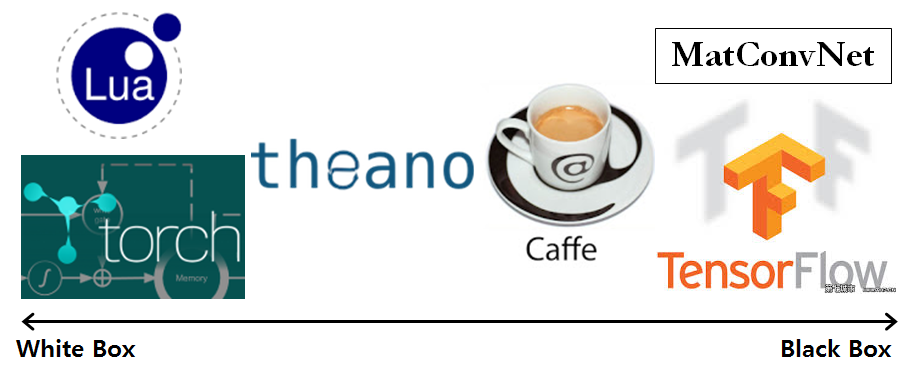 Lua
MatConvNet
theano
@
Caffe
torch
∫
Memory
TensorFlow
White Box
Black Box